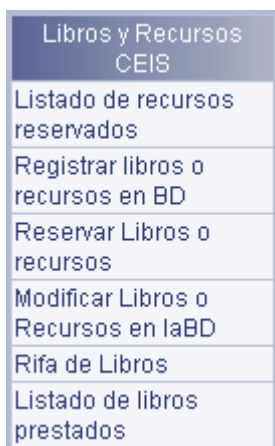 Libros y Recursos
CEIS
Listado de recursos
reservados
Registrar libros o
recursos en BD
Reservar Libros o
recursos
Modificar Libros o
Recursos en laBD
Rifa de Libros
Listado de libros
prestados